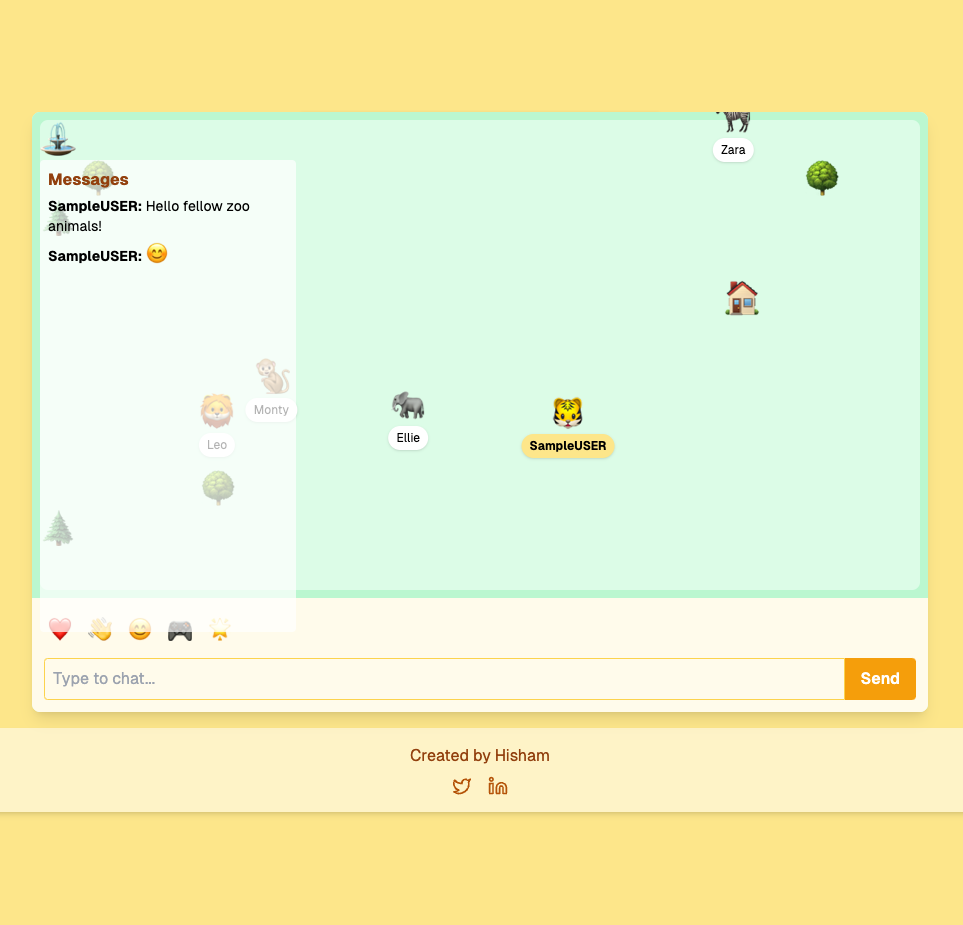 Zara
Messages
SampleUSER: Hello fellow zoo
animals!
SampleUSER: 😊
Monty
Leo
Ellie
SampleUSER
Type to chat...
Send
Created by Hisham